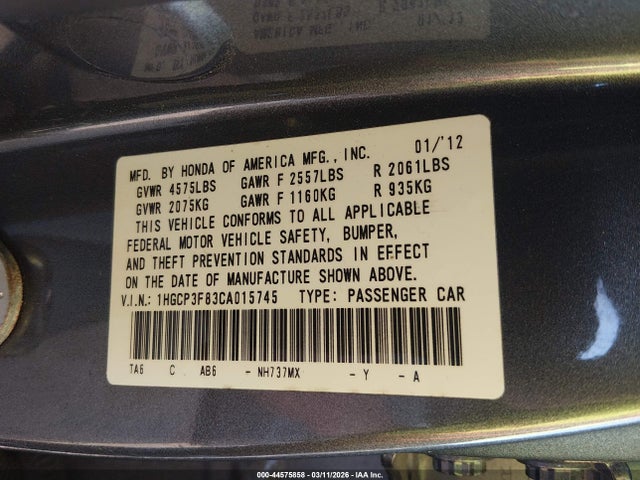 MFD. BY HONDA OF AMERICA MFG., INC. 01/'12
GVWR 4575LBS GAWR F 2557LBS R 2061LBS
GVWR 2075KG GAWR F 1160KG R 935KG
THIS VEHICLE CONFORMS TO ALL APPLICABLE
FEDERAL MOTOR VEHICLE SAFETY, BUMPER,
AND THEFT PREVENTION STANDARDS IN EFFECT
ON THE DATE OF MANUFACTURE SHOWN ABOVE.
V.I.N.: 1HGCP3F83CA015745 TYPE: PASSENGER CAR
TA6 C AB6 - NH737MX - Y - A
000-44575858 - 03/11/2026 - IAA Inc.